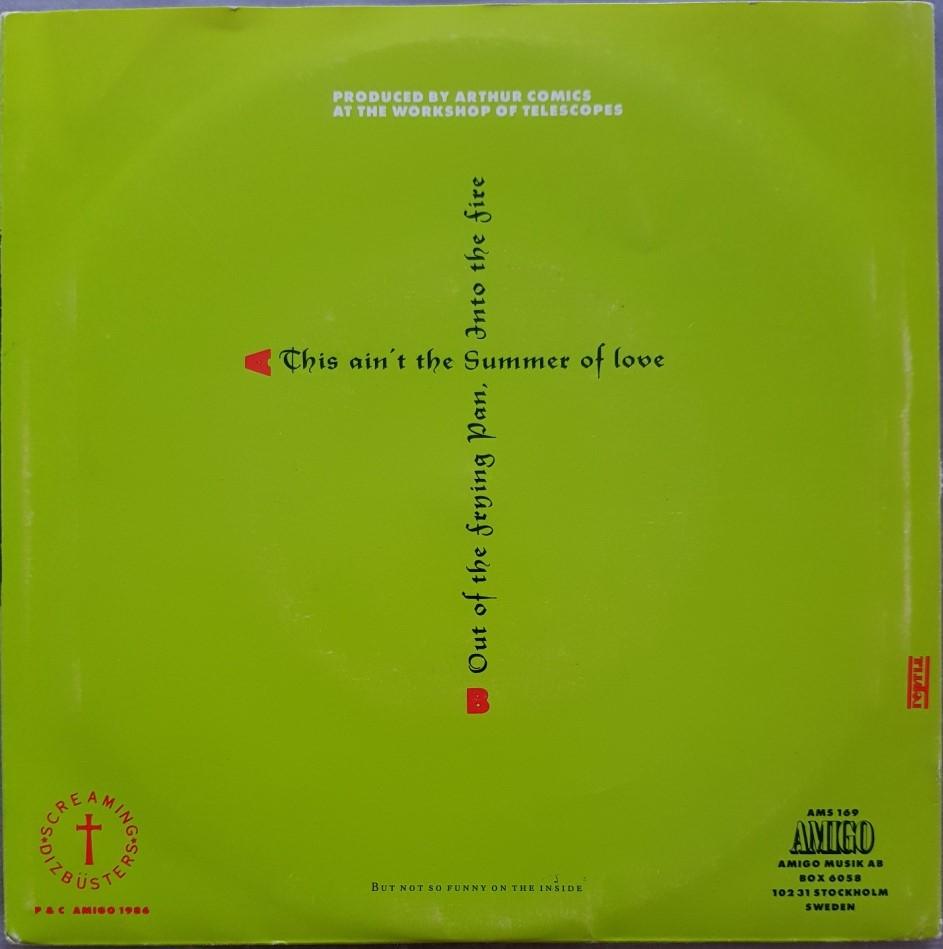 PRODUCED BY ARTHUR COMICS
AT THE WORKSHOP OF TELESCOPES
A This ain´t the Summer of love
B Out of the frying Pan, Into the fire
REPTILE
SCREAMING
DIZBÜSTERS
P & C AMIGO 1986
BUT NOT SO FUNNY ON THE INSIDE
AMS 169
AMIGO
AMIGO MUSIK AB
BOX 6058
102 31 STOCKHOLM
SWEDEN